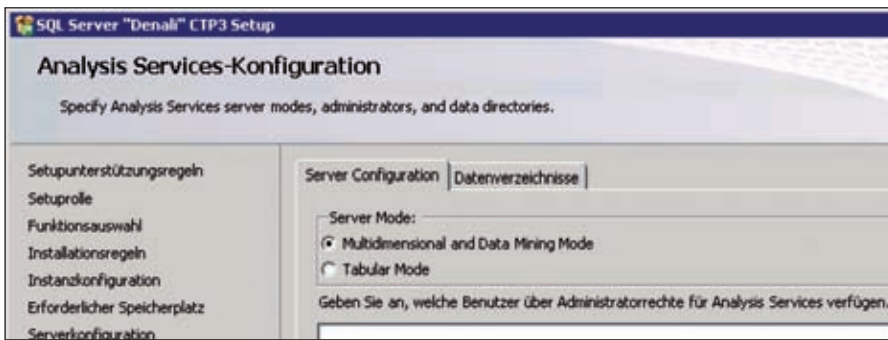 SQL Server "Denali" CTP3 Setup
Analysis Services-Konfiguration
Specify Analysis Services server modes, administrators, and data directories.
Setupunterstützungsregeln
Setuprolle
Funktionsauswahl
Installationsregeln
Instanzkonfiguration
Erforderlicher Speicherplatz
Serverkonfiguration
Server Configuration
Datenverzeichnisse
Server Mode:
Multidimensional and Data Mining Mode
Tabular Mode
Geben Sie an, welche Benutzer über Administratorrechte für Analysis Services verfügen.